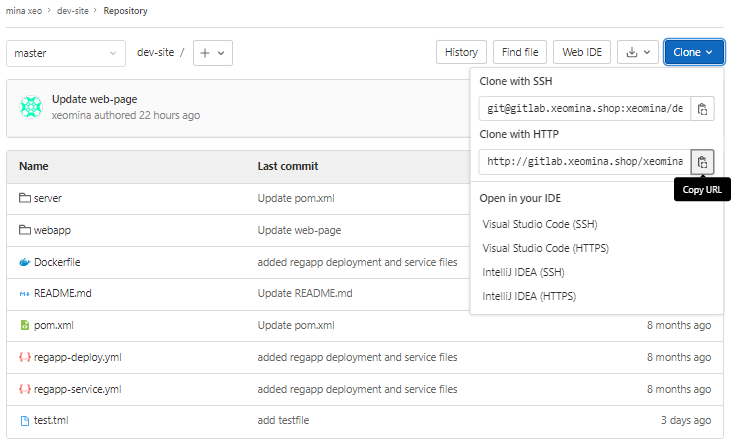 mina xeo > dev-site > Repository
master
dev-site / +
History
Find file
Web IDE
Clone
Update web-page
xeomina authored 22 hours ago
Clone with SSH
git@gitlab.xeomina.shop:xeomina/de
Clone with HTTP
http://gitlab.xeomina.shop/xeomina
Copy URL
Open in your IDE
Visual Studio Code (SSH)
Visual Studio Code (HTTPS)
IntelliJ IDEA (SSH)
IntelliJ IDEA (HTTPS)
Name Last commit
server Update pom.xml
webapp Update web-page
Dockerfile added regapp deployment and service files
README.md Update README.md
pom.xml Update pom.xml 8 months ago
regapp-deploy.yml added regapp deployment and service files 8 months ago
regapp-service.yml added regapp deployment and service files 8 months ago
test.tml add testfile 3 days ago